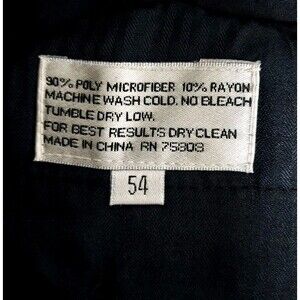 90% POLY MICROFIBER 10% RAYON
MACHINE WASH COLD. NO BLEACH
TUMBLE DRY LOW.
FOR BEST RESULTS DRY CLEAN
MADE IN CHINA RN 75808
54